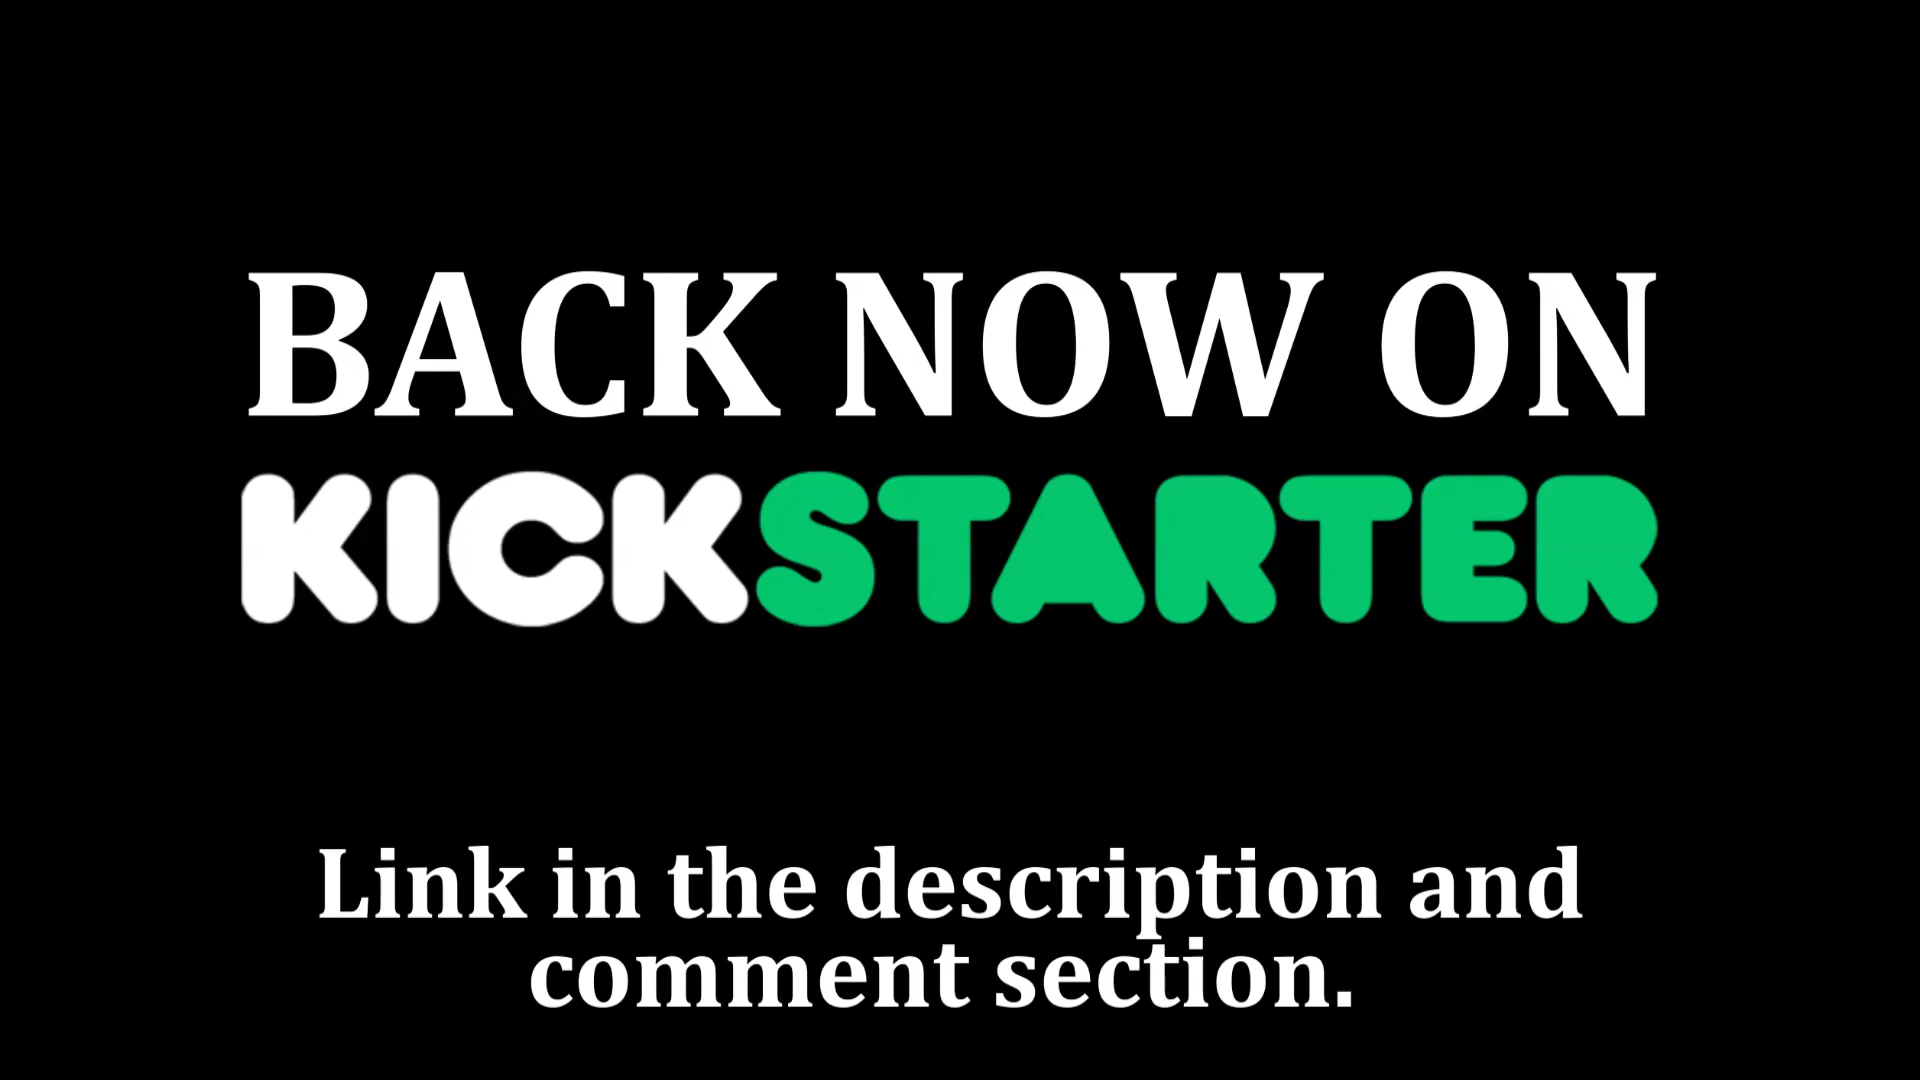 BACK NOW ON
KICKSTARTER
Link in the description and
comment section.